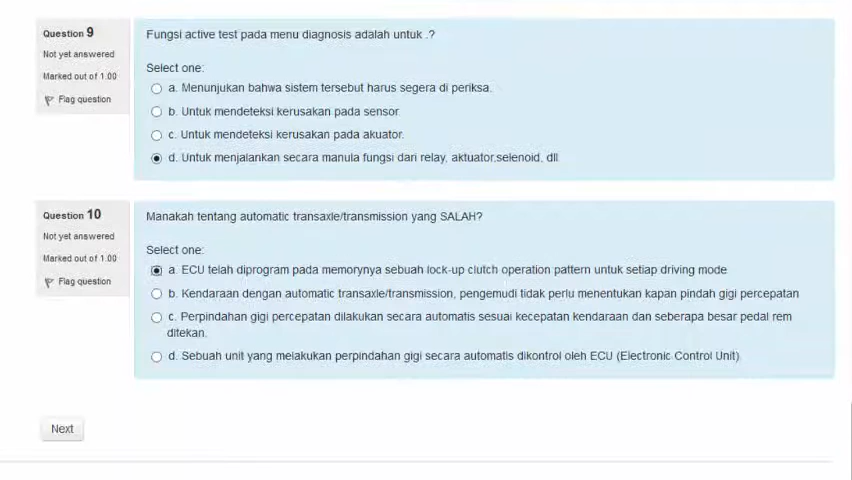 Question 9
Not yet answered
Marked out of 1.00
Flag question
Fungsi active test pada menu diagnosis adalah untuk .?
Select one:
a. Menunjukan bahwa sistem tersebut harus segera di periksa.
b. Untuk mendeteksi kerusakan pada sensor.
c. Untuk mendeteksi kerusakan pada akuator.
d. Untuk menjalankan secara manula fungsi dari relay, aktuator,selenoid, dll
Question 10
Not yet answered
Marked out of 1.00
Flag question
Manakah tentang automatic transaxle/transmission yang SALAH?
Select one:
a. ECU telah diprogram pada memorynya sebuah lock-up clutch operation pattern untuk setiap driving mode
b. Kendaraan dengan automatic transaxle/transmission, pengemudi tidak perlu menentukan kapan pindah gigi percepatan
c. Perpindahan gigi percepatan dilakukan secara automatis sesuai kecepatan kendaraan dan seberapa besar pedal rem
ditekan.
d. Sebuah unit yang melakukan perpindahan gigi secara automatis dikontrol oleh ECU (Electronic Control Unit)
Next